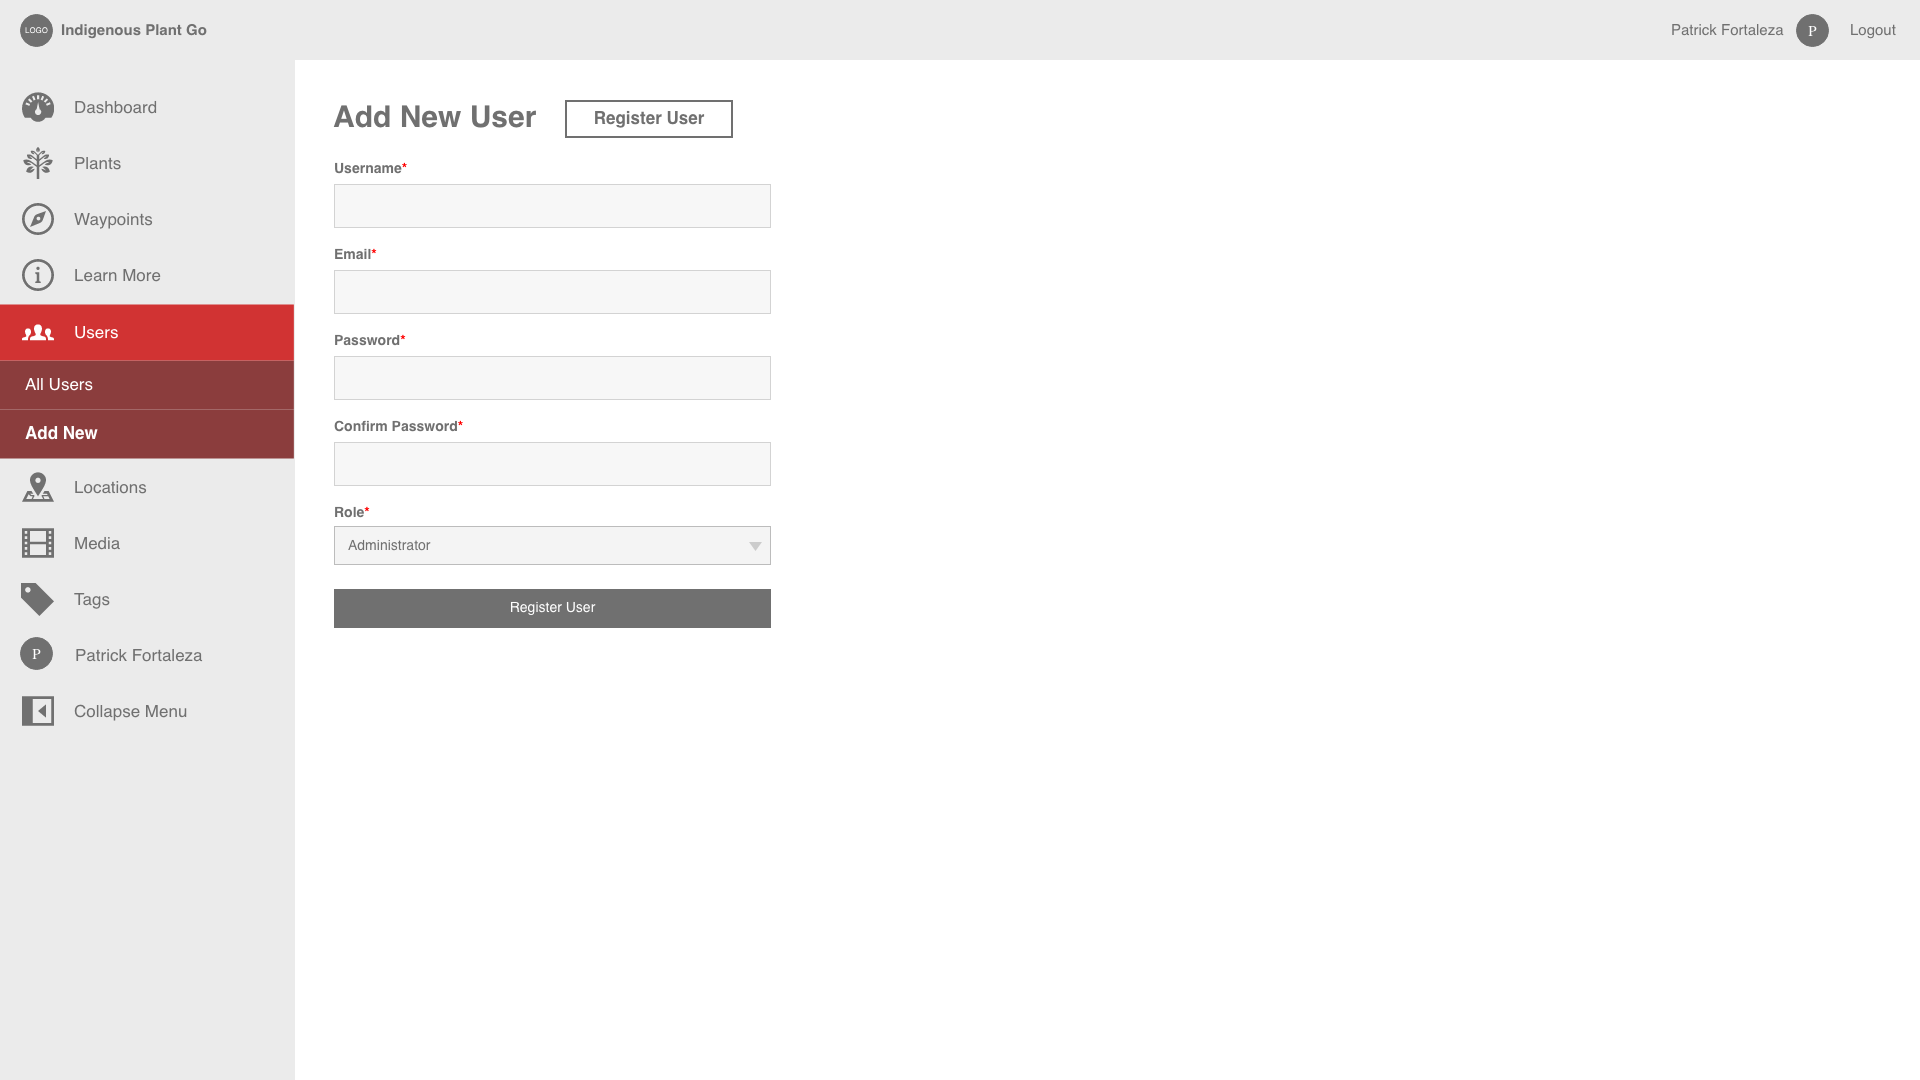 LOGO Indigenous Plant Go
Patrick Fortaleza P Logout
Dashboard
Plants
Waypoints
Learn More
Users
All Users
Add New
Locations
Media
Tags
P Patrick Fortaleza
Collapse Menu
Add New User Register User
Username*
Email*
Password*
Confirm Password*
Role*
Administrator
Register User